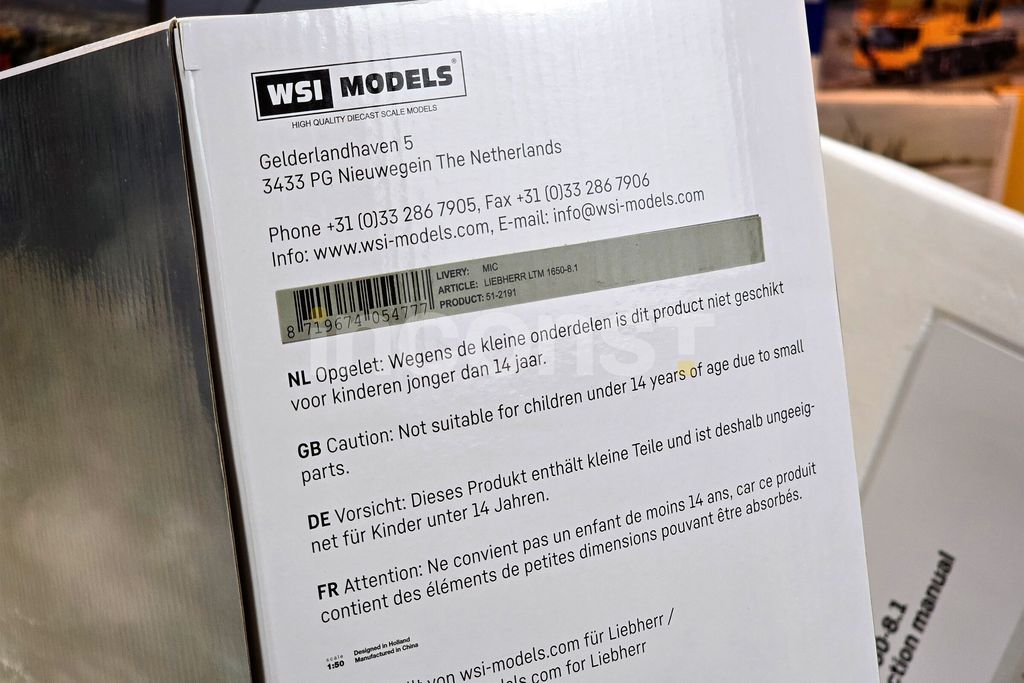 WSI MODELS®
HIGH QUALITY DIECAST SCALE MODELS
Gelderlandhaven 5
3433 PG Nieuwegein The Netherlands
Phone +31 (0)33 286 7905, Fax +31 (0)33 286 7906
Info: www.wsi-models.com, E-mail: info@wsi-models.com
LIVERY: MIC
ARTICLE: LIEBHERR LTM 1650-8.1
PRODUCT: 51-2191
8 719674 054777
NL Opgelet: Wegens de kleine onderdelen is dit product niet geschikt
voor kinderen jonger dan 14 jaar.
GB Caution: Not suitable for children under 14 years of age due to small
parts.
DE Vorsicht: Dieses Produkt enthält kleine Teile und ist deshalb ungeeig-
net für Kinder unter 14 Jahren.
FR Attention: Ne convient pas un enfant de moins 14 ans, car ce produit
contient des éléments de petites dimensions pouvant être absorbés.
scale
1:50
Designed in Holland
Manufactured in China
von wsi-models.com für Liebherr /
com for Liebherr
0-8.1
ction manual